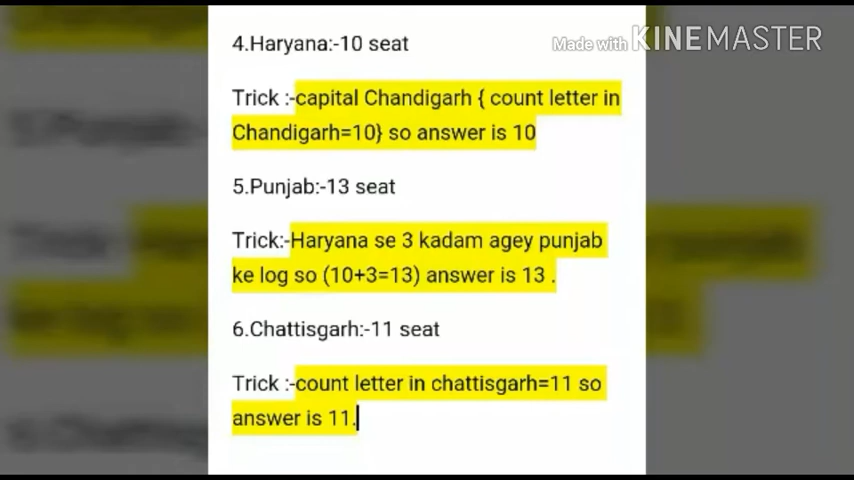 4.Haryana:-10 seat
Made with KINEMASTER
Trick :-capital Chandigarh { count letter in
Chandigarh=10} so answer is 10
5.Punjab:-13 seat
Trick:-Haryana se 3 kadam agey punjab
ke log so (10+3=13) answer is 13 .
6.Chattisgarh:-11 seat
Trick :-count letter in chattisgarh=11 so
answer is 11.